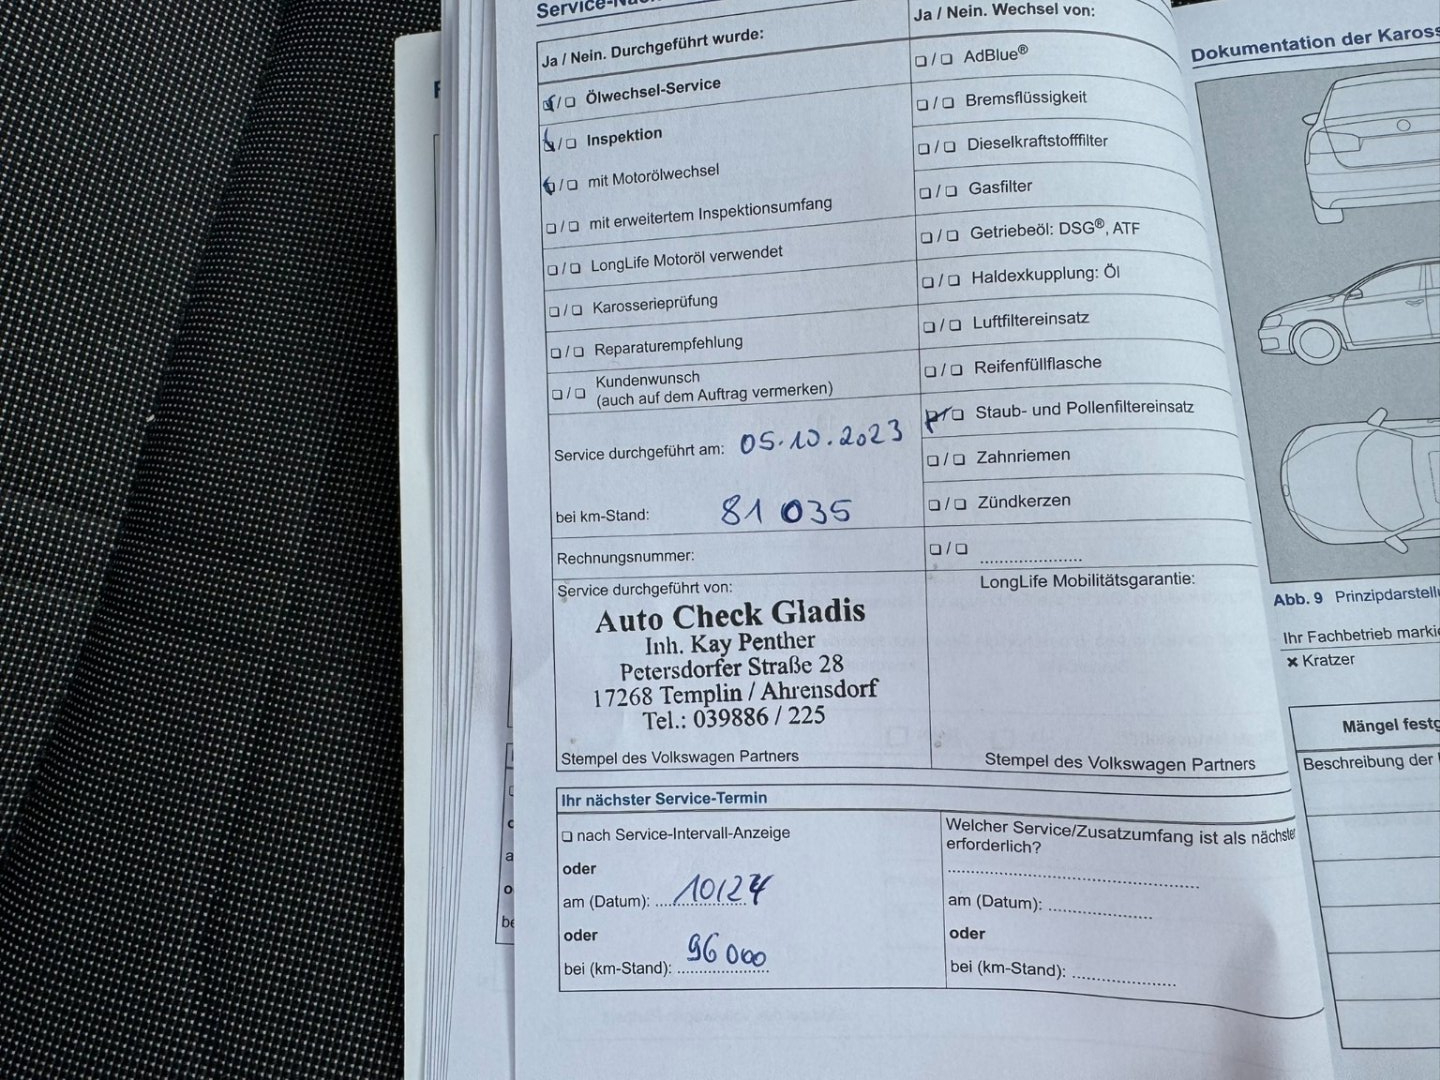 Ja / Nein. Durchgeführt wurde:
☑/☐ Ölwechsel-Service
☑/☐ Inspektion
☑/☐ mit Motorölwechsel
☐/☐ mit erweitertem Inspektionsumfang
☐/☐ LongLife Motoröl verwendet
☐/☐ Karosserieprüfung
☐/☐ Reparaturempfehlung
☐/☐ Kundenwunsch
(auch auf dem Auftrag vermerken)
Service durchgeführt am: 05.10.2023
bei km-Stand: 81 035
Rechnungsnummer:
Service durchgeführt von:
Auto Check Gladis
Inh. Kay Penther
Petersdorfer Straße 28
17268 Templin / Ahrensdorf
Tel.: 039886 / 225
Stempel des Volkswagen Partners
Ja / Nein. Wechsel von:
☐/☐ AdBlue®
☐/☐ Bremsflüssigkeit
☐/☐ Dieselkraftstofffilter
☐/☐ Gasfilter
☐/☐ Getriebeöl: DSG®, ATF
☐/☐ Haldexkupplung: Öl
☐/☐ Luftfiltereinsatz
☐/☐ Reifenfüllflasche
☑/☐ Staub- und Pollenfiltereinsatz
☐/☐ Zahnriemen
☐/☐ Zündkerzen
☐/☐ ....................
LongLife Mobilitätsgarantie:
Stempel des Volkswagen Partners
Ihr nächster Service-Termin
☐ nach Service-Intervall-Anzeige
oder
am (Datum): 10/24
oder
bei (km-Stand): 96 000
Welcher Service/Zusatzumfang ist als nächster
erforderlich?
am (Datum):
oder
bei (km-Stand):
Dokumentation der
Abb. 9
Ihr Fachbetrieb
✖ Kratzer
Mängel
Beschreibung der